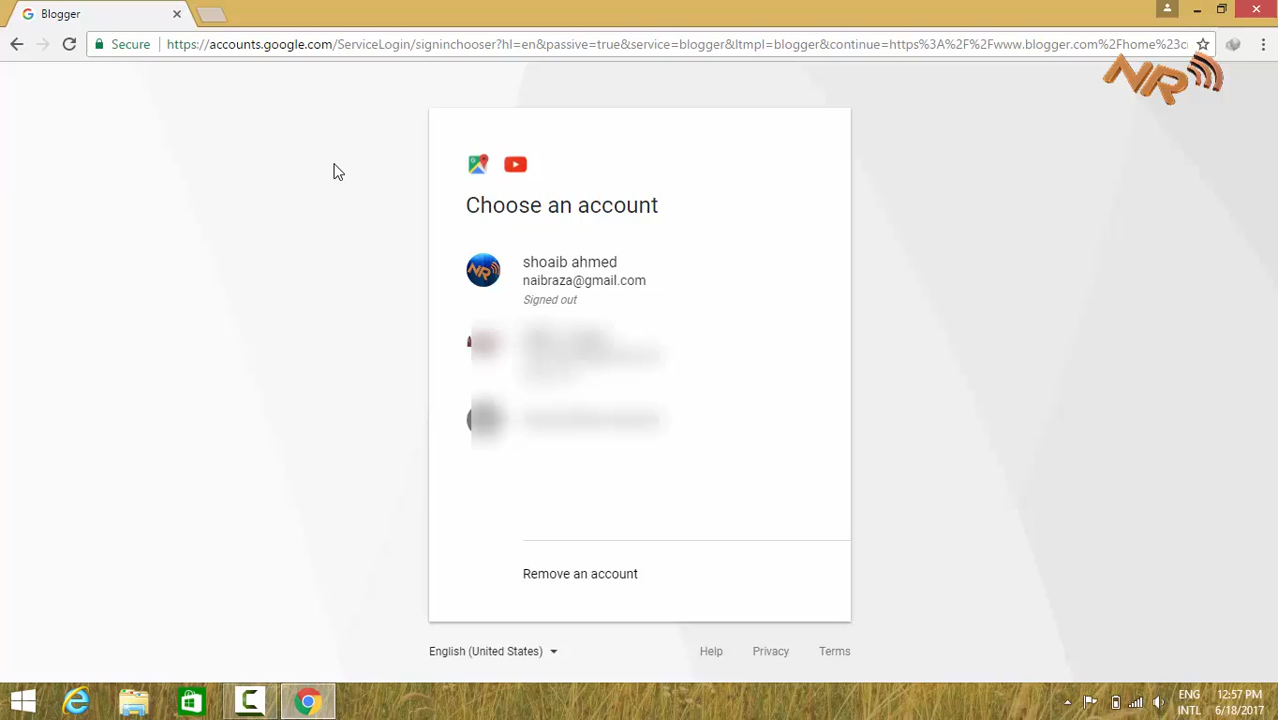 Blogger
Secure
https://accounts.google.com/ServiceLogin/signinchooser?hl=en&passive=true&service=blogger&ltmpl=blogger&continue=https%3A%2F%2Fwww.blogger.com%2Fhome%23c
NR
Choose an account
NR
shoaib ahmed
naibraza@gmail.com
Signed out
Remove an account
English (United States)
Help
Privacy
Terms
ENG
INTL
12:57 PM
6/18/2017